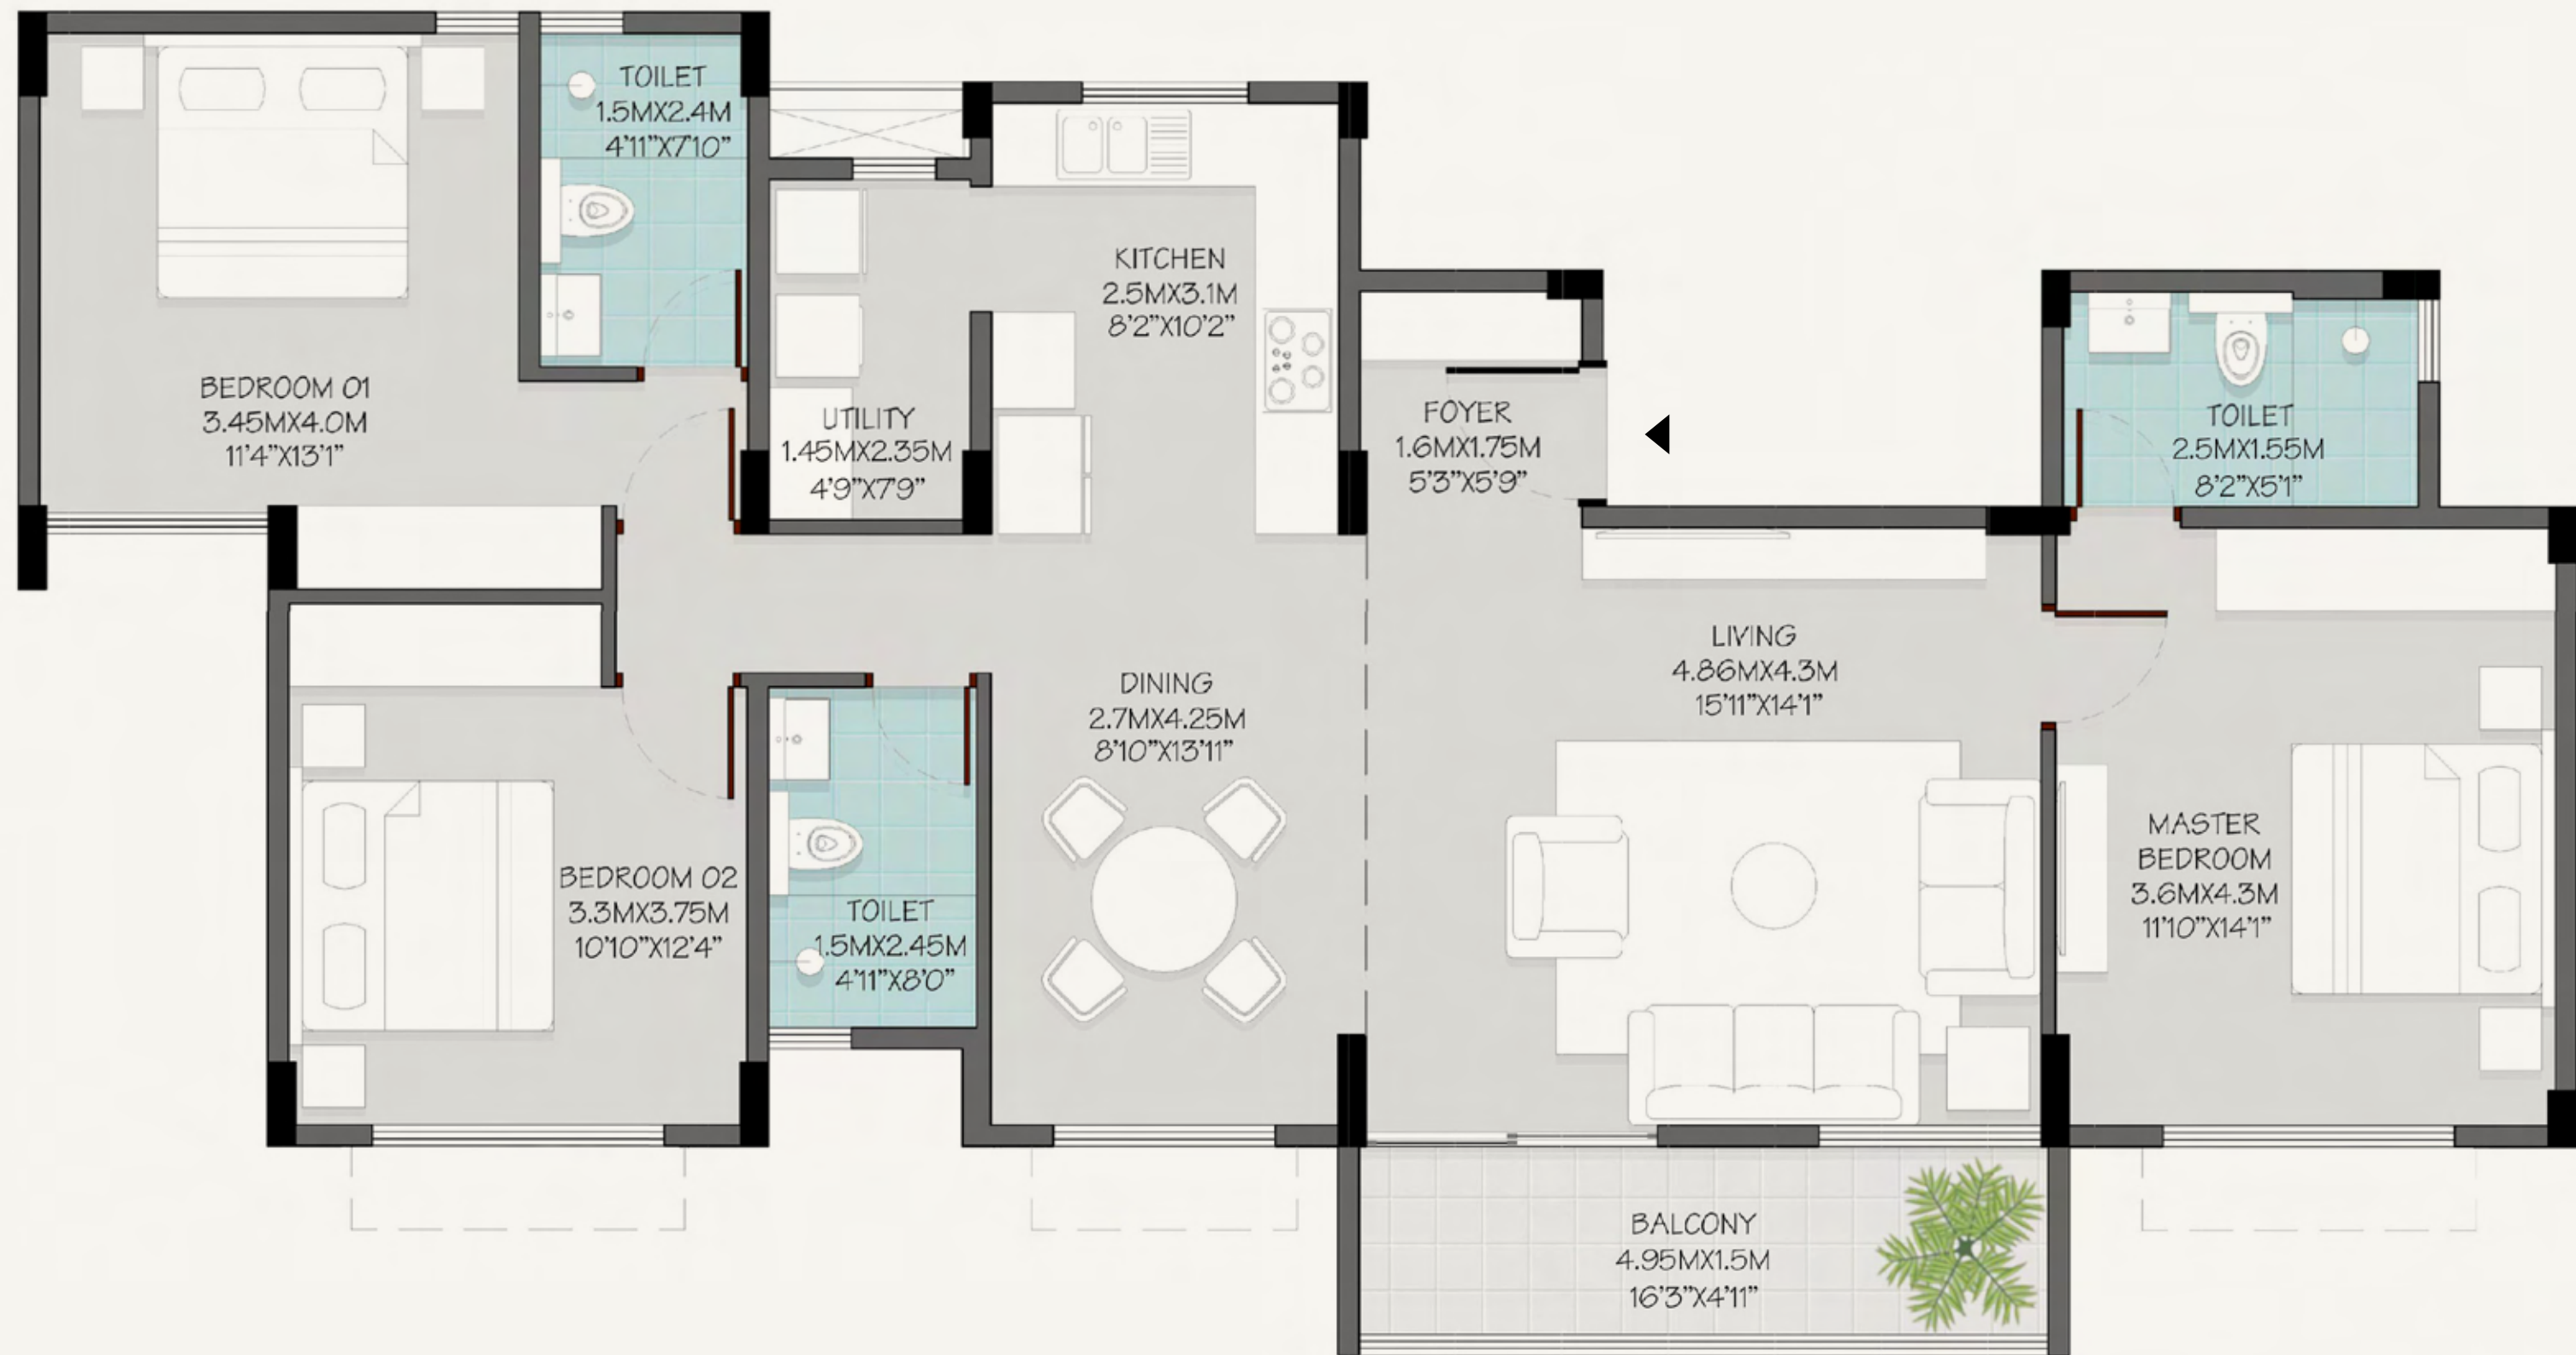 TOILET
1.5MX2.4M
4'11"X7'10"
KITCHEN
2.5MX3.1M
8'2"X10'2"
BEDROOM 01
3.45MX4.0M
11'4"X13'1"
UTILITY
1.45MX2.35M
4'9"X7'9"
FOYER
1.6MX1.75M
5'3"X5'9"
TOILET
2.5MX1.55M
8'2"X5'1"
LIVING
4.86MX4.3M
15'11"X14'1"
DINING
2.7MX4.25M
8'10"X13'11"
MASTER
BEDROOM
3.6MX4.3M
11'10"X14'1"
BEDROOM 02
3.3MX3.75M
10'10"X12'4"
TOILET
1.5MX2.45M
4'11"X8'0"
BALCONY
4.95MX1.5M
16'3"X4'11"